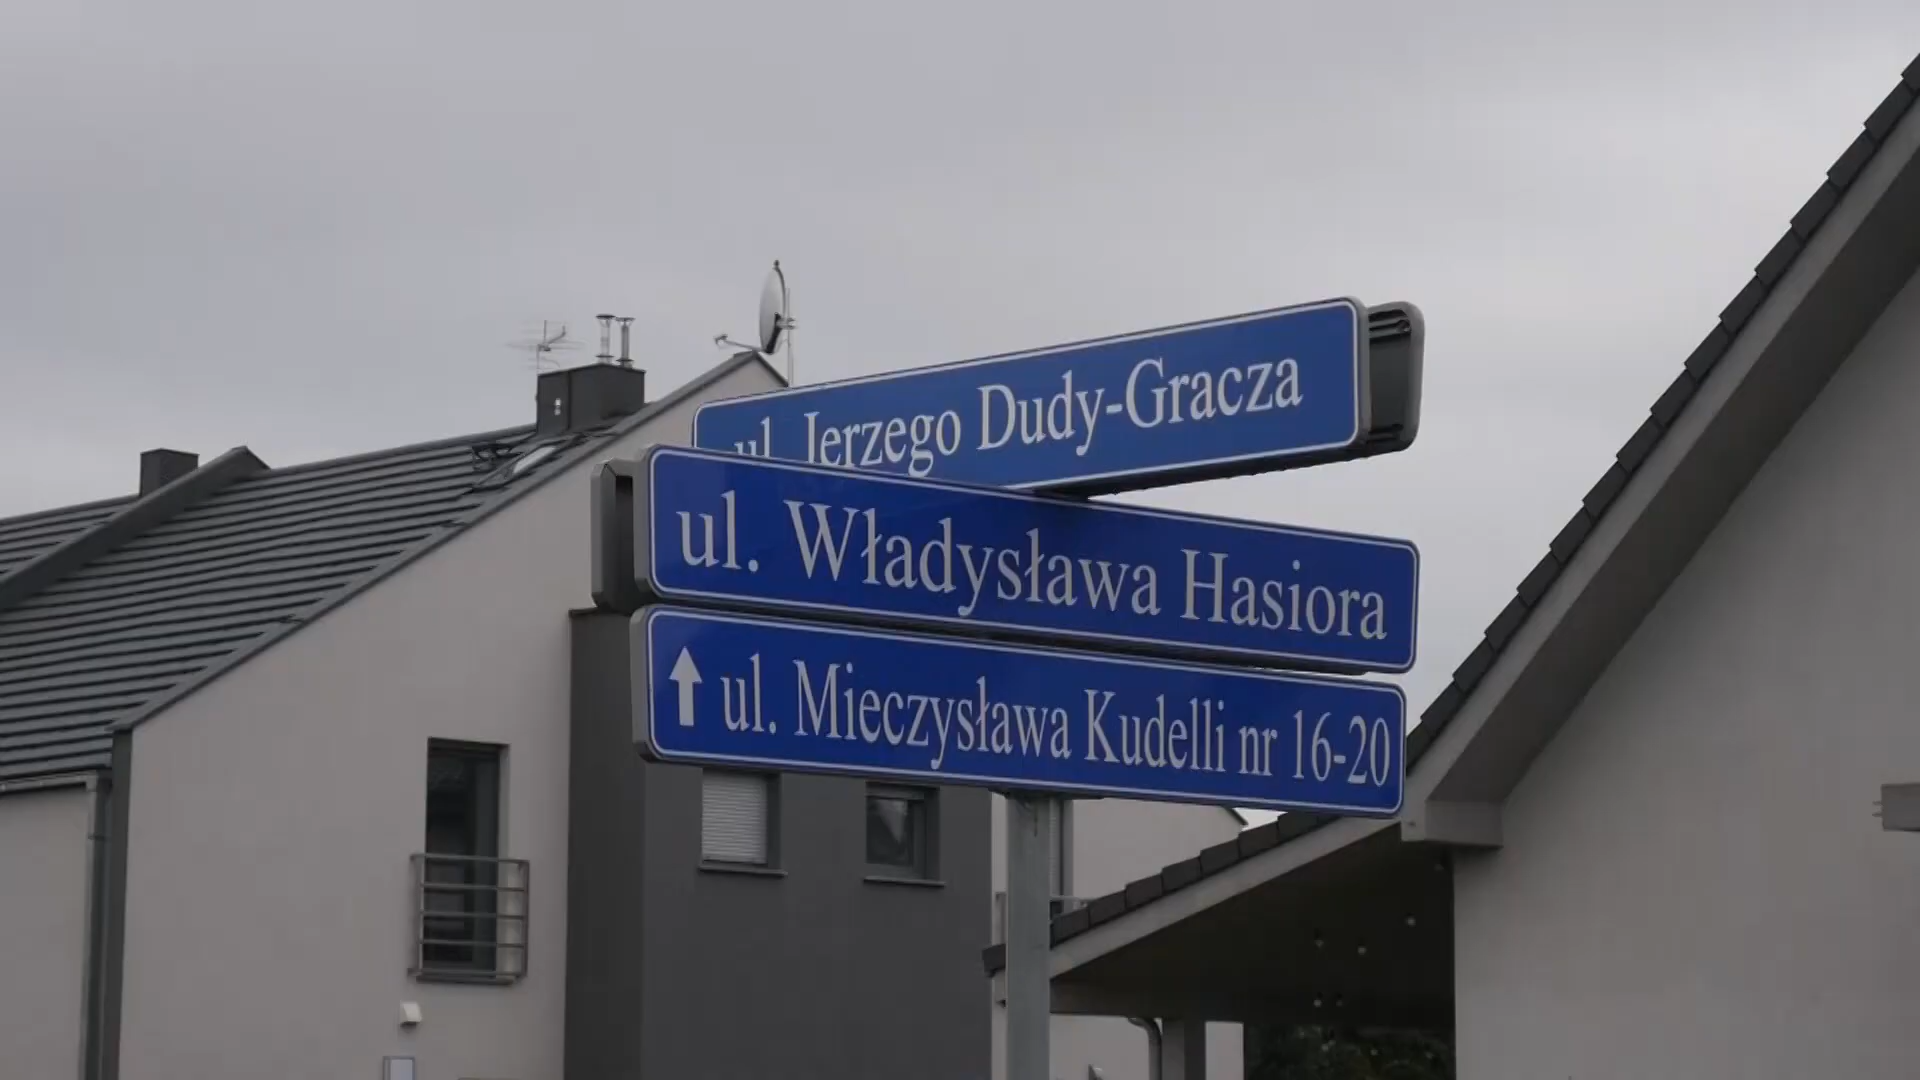 ul. Jerzego Dudy-Gracza
ul. Władysława Hasiora
↑ ul. Mieczysława Kudelli nr 16-20